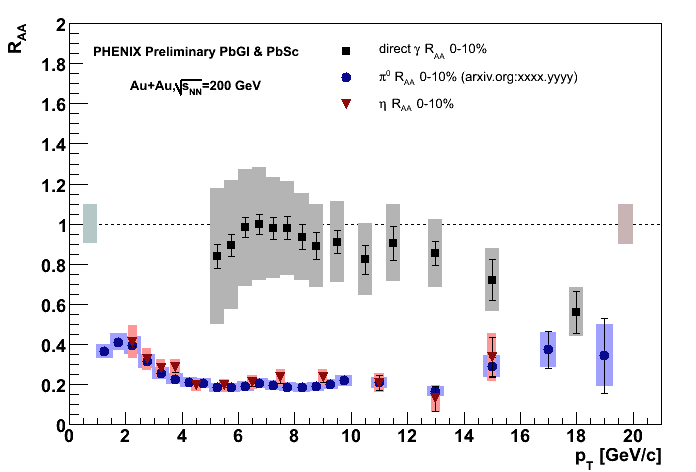 R_AA
PHENIX Preliminary PbGl & PbSc
Au+Au,√s_NN=200 GeV
direct γ R_AA 0-10%
π⁰ R_AA 0-10% (arxiv.org:xxxx.yyyy)
η R_AA 0-10%
2
1.8
1.6
1.4
1.2
1
0.8
0.6
0.4
0.2
0
0 2 4 6 8 10 12 14 16 18 20
p_T [GeV/c]